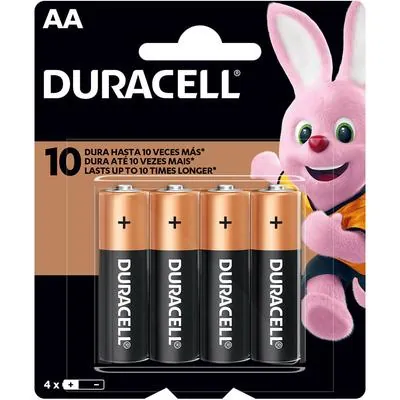 AA
DURACELL®
10 DURA HASTA 10 VECES MÁS*
DURA ATÉ 10 VEZES MAIS*
LASTS UP TO 10 TIMES LONGER*
+ + + +
DURACELL® DURACELL® DURACELL® DURACELL®
4x + -